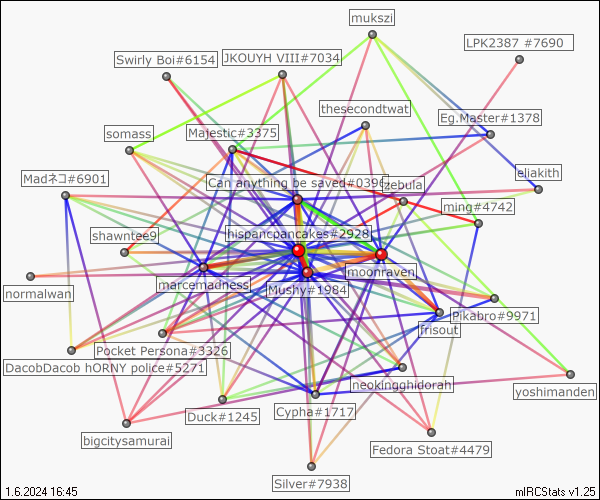 mukszi
LPK2387 #7690
Swirly Boi#6154
JKOUYH VIII#7034
thesecondtwat
Eg.Master#1378
somass
Majestic#3375
eliakith
Madネコ#6901
Can anything be saved#0396
zebula
ming#4742
shawntee9
hispancpancakes#2928
moonraven
normalwan
marcemadness
Mushy#1984
Pikabro#9971
frisout
Pocket Persona#3326
DacobDacob hORNY police#5271
neokingghidorah
yoshimanden
Duck#1245
Cypha#1717
bigcitysamurai
Fedora Stoat#4479
Silver#7938
1.6.2024 16:45
mIRCStats v1.25